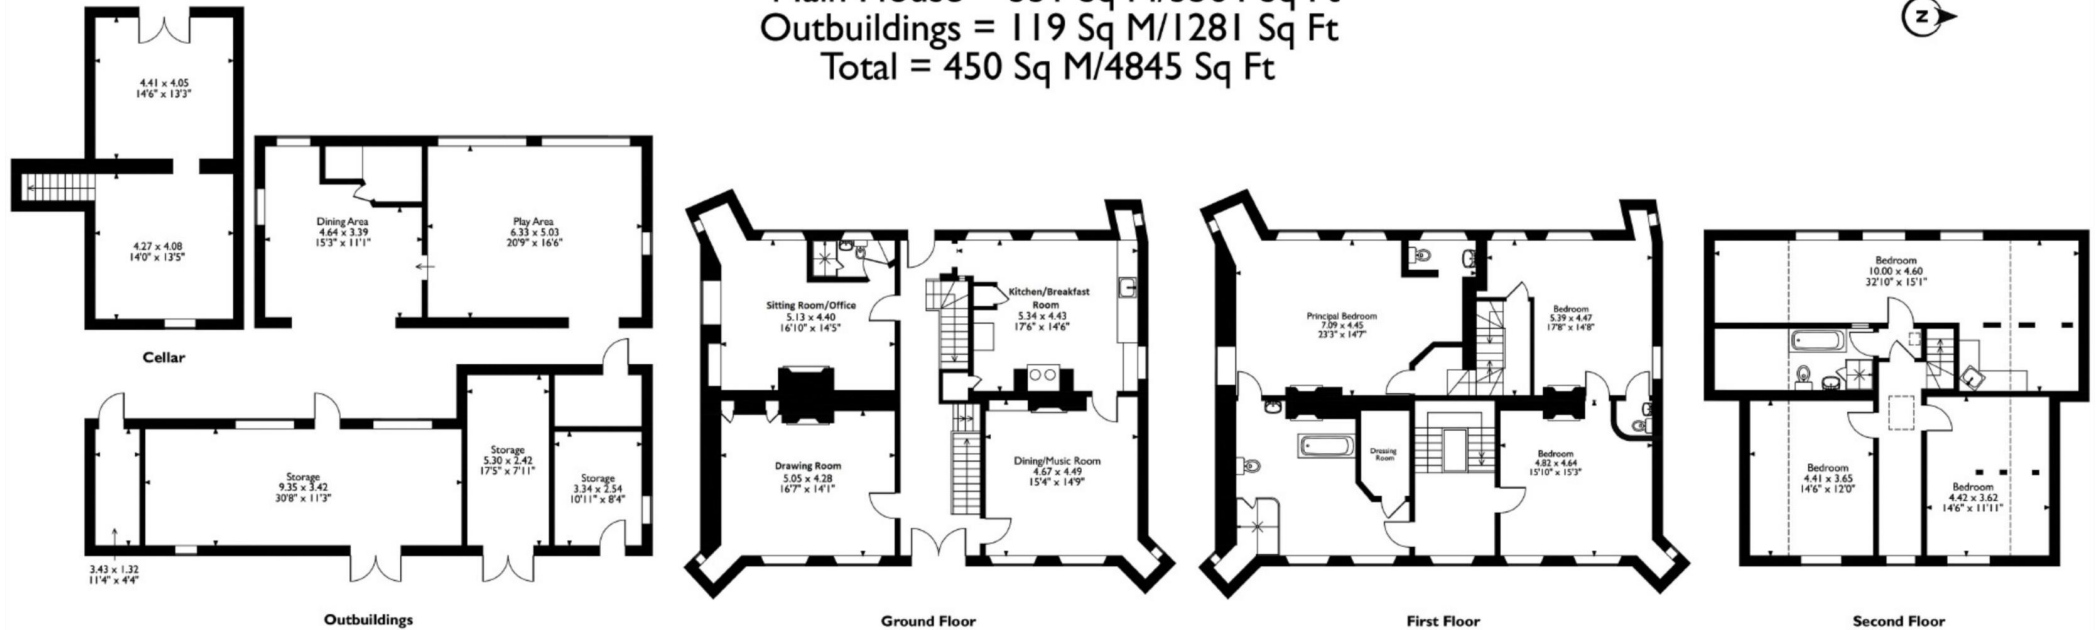 Outbuildings = 119 Sq M/1281 Sq Ft
Total = 450 Sq M/4845 Sq Ft
N
4.41 x 4.05
14'6" x 13'3"
4.27 x 4.08
14'0" x 13'5"
Cellar
Dining Area
4.64 x 3.39
15'3" x 11'1"
Play Area
6.33 x 5.03
20'9" x 16'6"
Storage
9.35 x 3.42
30'8" x 11'3"
Storage
5.30 x 2.42
17'5" x 7'11"
Storage
3.34 x 2.54
10'11" x 8'4"
3.43 x 1.32
11'4" x 4'4"
Outbuildings
Sitting Room/Office
5.13 x 4.40
16'10" x 14'5"
Kitchen/Breakfast
Room
5.34 x 4.43
17'6" x 14'6"
Drawing Room
5.05 x 4.28
16'7" x 14'1"
Dining/Music Room
4.67 x 4.49
15'4" x 14'9"
Ground Floor
Principal Bedroom
7.09 x 4.45
23'3" x 14'7"
Bedroom
5.39 x 4.47
17'8" x 14'8"
Dressing
Room
Bedroom
4.82 x 4.64
15'10" x 15'3"
First Floor
Bedroom
10.00 x 4.60
32'10" x 15'1"
Bedroom
4.41 x 3.65
14'6" x 12'0"
Bedroom
4.42 x 3.62
14'6" x 11'11"
Second Floor